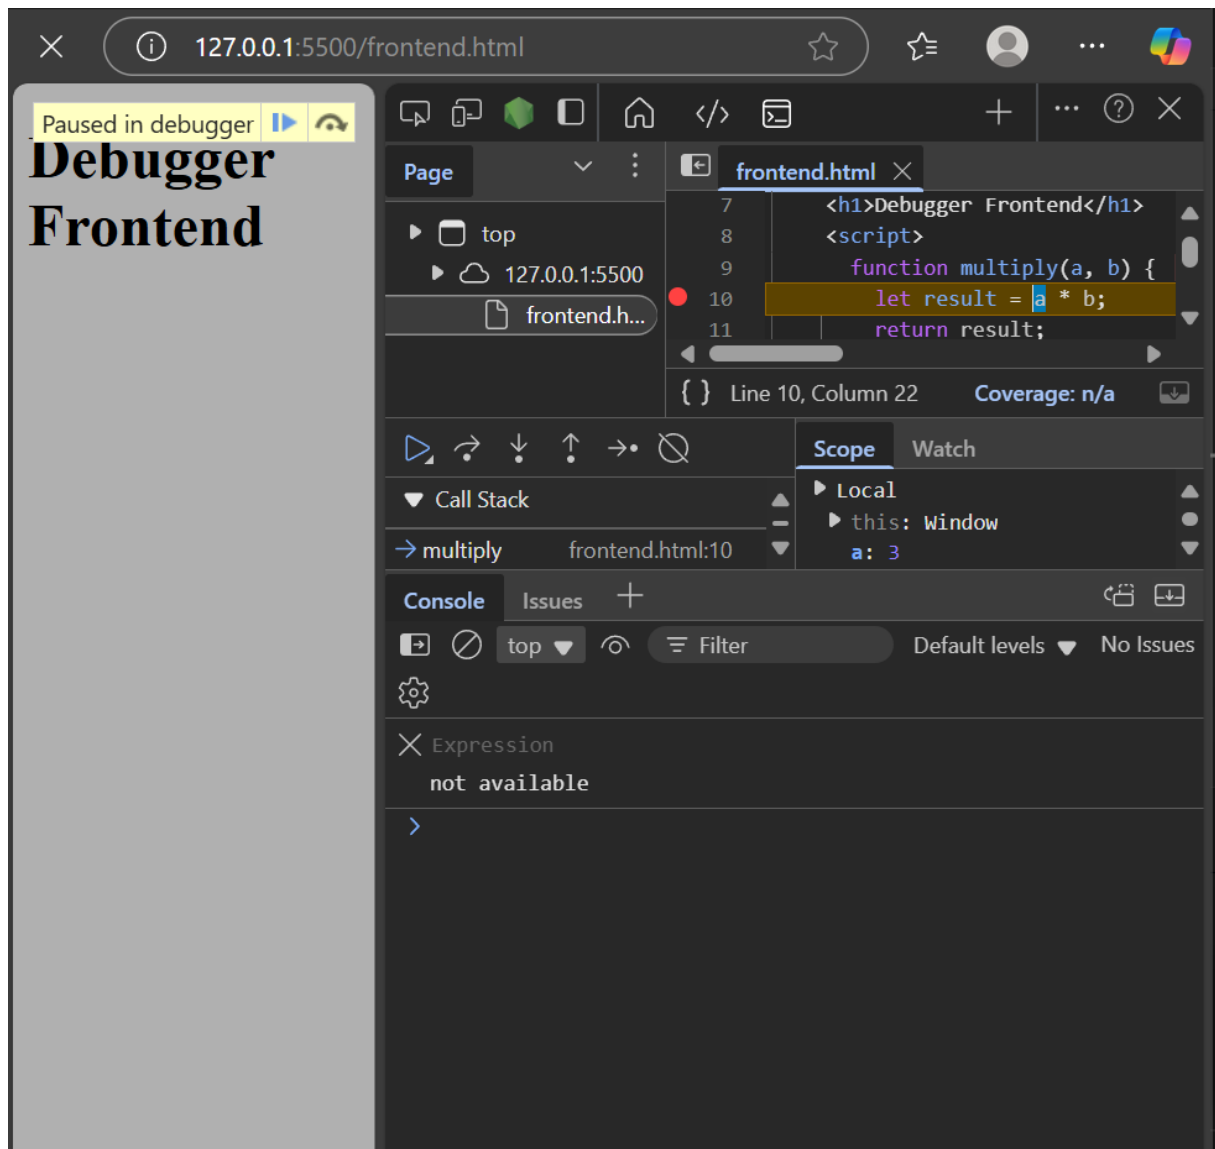 127.0.0.1:5500/frontend.html
Paused in debugger
Debugger
Frontend
Page
top
127.0.0.1:5500
frontend.h...
frontend.html
7 <h1>Debugger Frontend</h1>
8 <script>
9 function multiply(a, b) {
10 let result = a * b;
11 return result;
{ } Line 10, Column 22 Coverage: n/a
Call Stack
multiply frontend.html:10
Scope Watch
Local
this: Window
a: 3
Console Issues
top Filter Default levels No Issues
Expression
not available